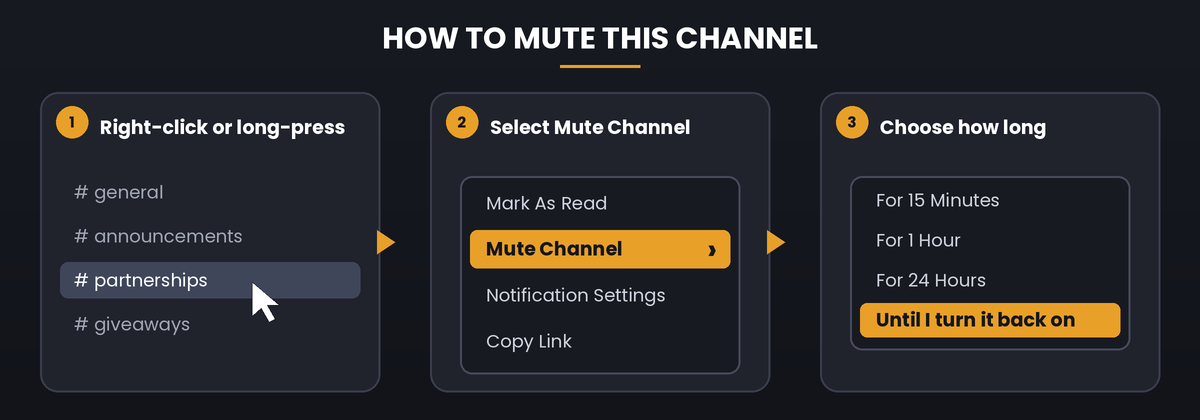 HOW TO MUTE THIS CHANNEL
1 Right-click or long-press
# general
# announcements
# partnerships
# giveaways
2 Select Mute Channel
Mark As Read
Mute Channel ›
Notification Settings
Copy Link
3 Choose how long
For 15 Minutes
For 1 Hour
For 24 Hours
Until I turn it back on